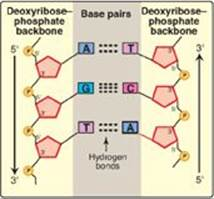 Deoxyribose–
phosphate
backbone
Base pairs
Deoxyribose–
phosphate
backbone
5'
3'
P
A
T
P
G
C
P
T
A
P
Hydrogen
bonds
3'
5'